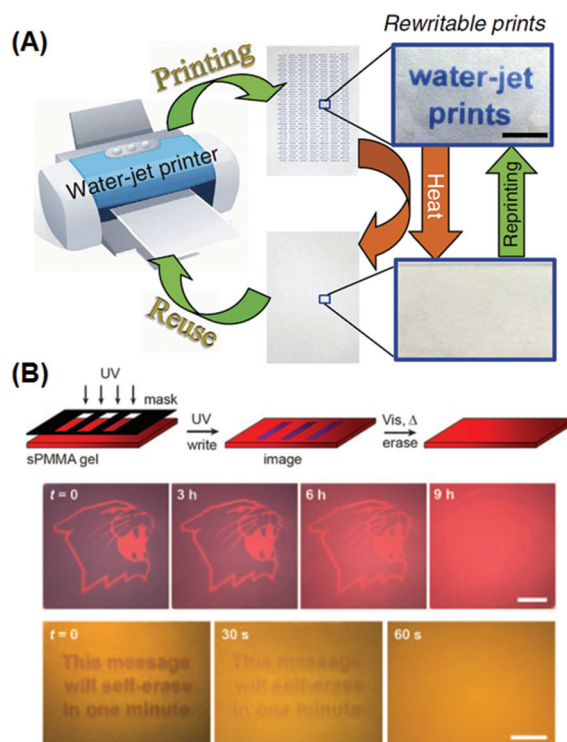 (A)
Rewritable prints
Printing
water-jet
prints
Water-jet printer
Heat
Reprinting
Reuse
(B)
UV
mask
sPMMA gel
UV
write
image
Vis, Δ
erase
t = 0
3 h
6 h
9 h
t = 0
30 s
60 s
This message
will self-erase
in one minute